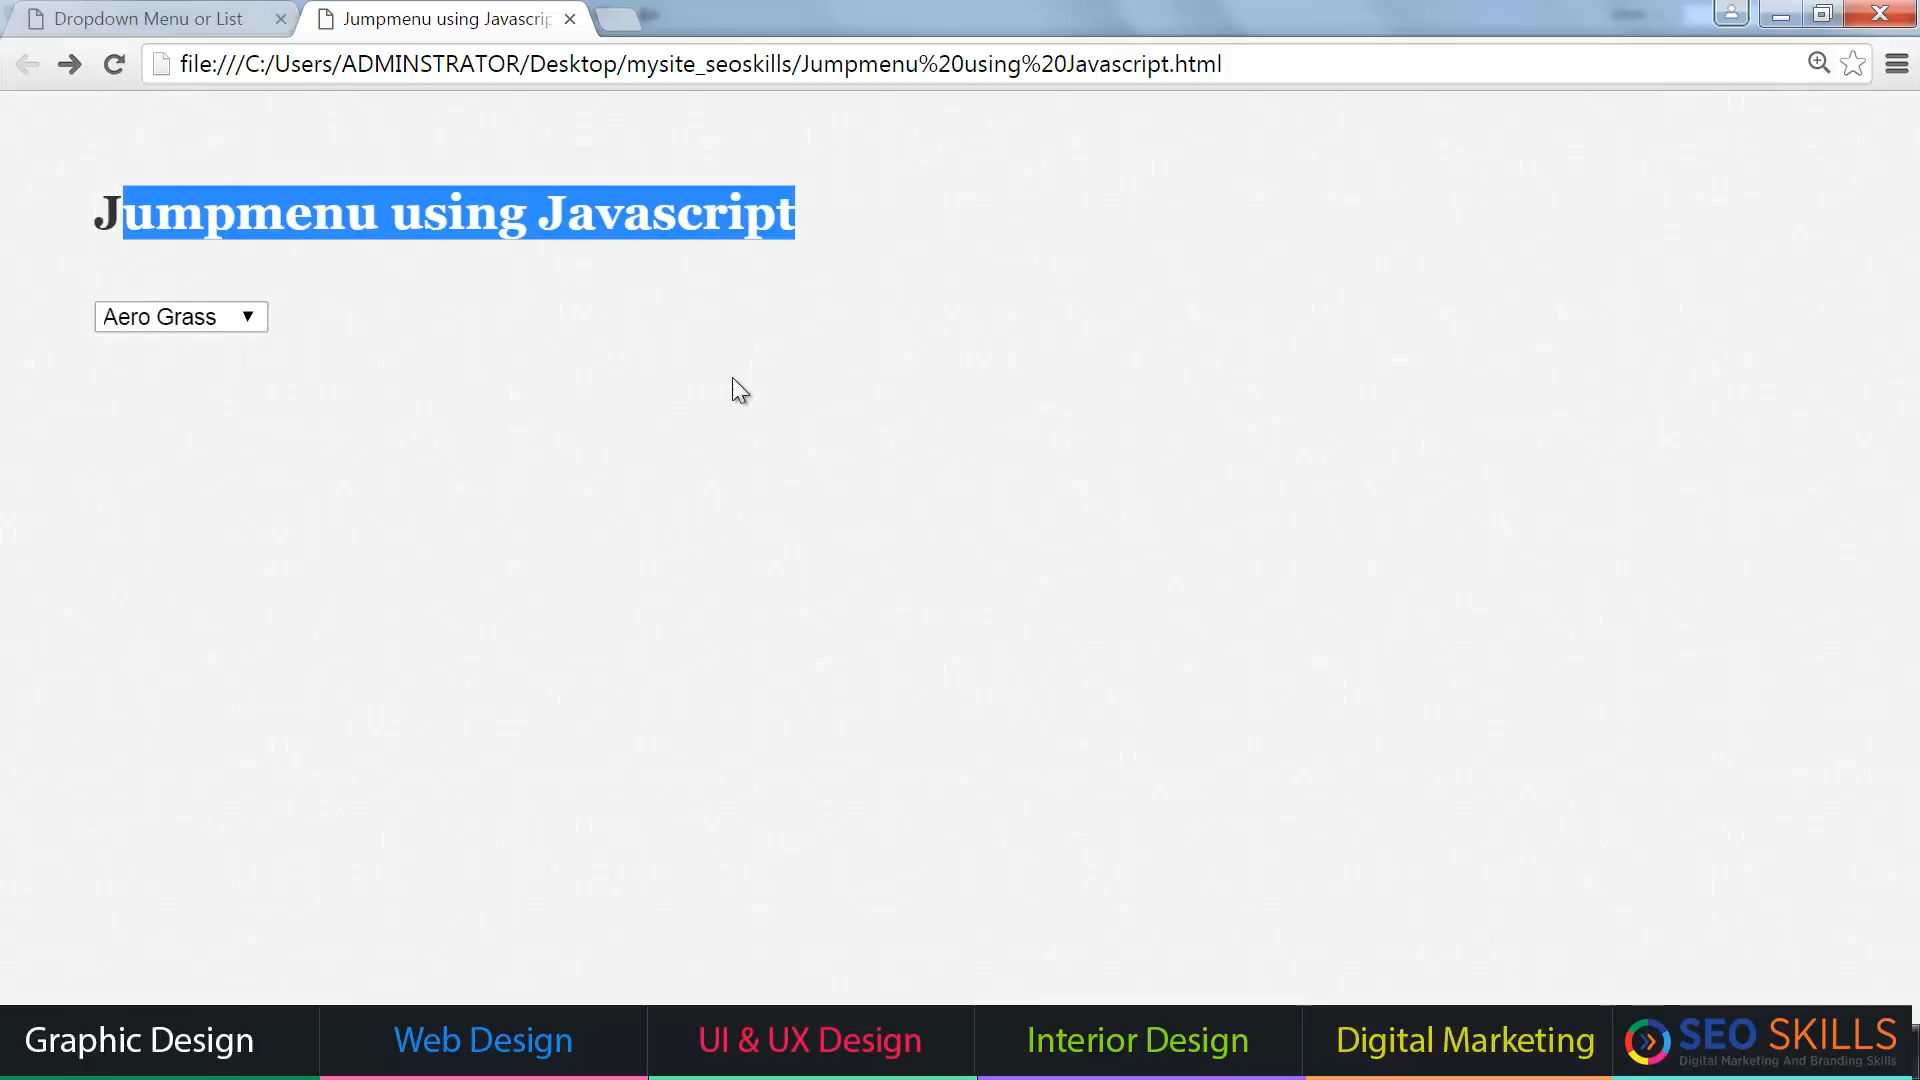 Dropdown Menu or List
Jumpmenu using Javascrip
file:///C:/Users/ADMINSTRATOR/Desktop/mysite_seoskills/Jumpmenu%20using%20Javascript.html
Jumpmenu using Javascript
Aero Grass
Graphic Design
Web Design
UI & UX Design
Interior Design
Digital Marketing
SEO SKILLS
Digital Marketing And Branding Skills